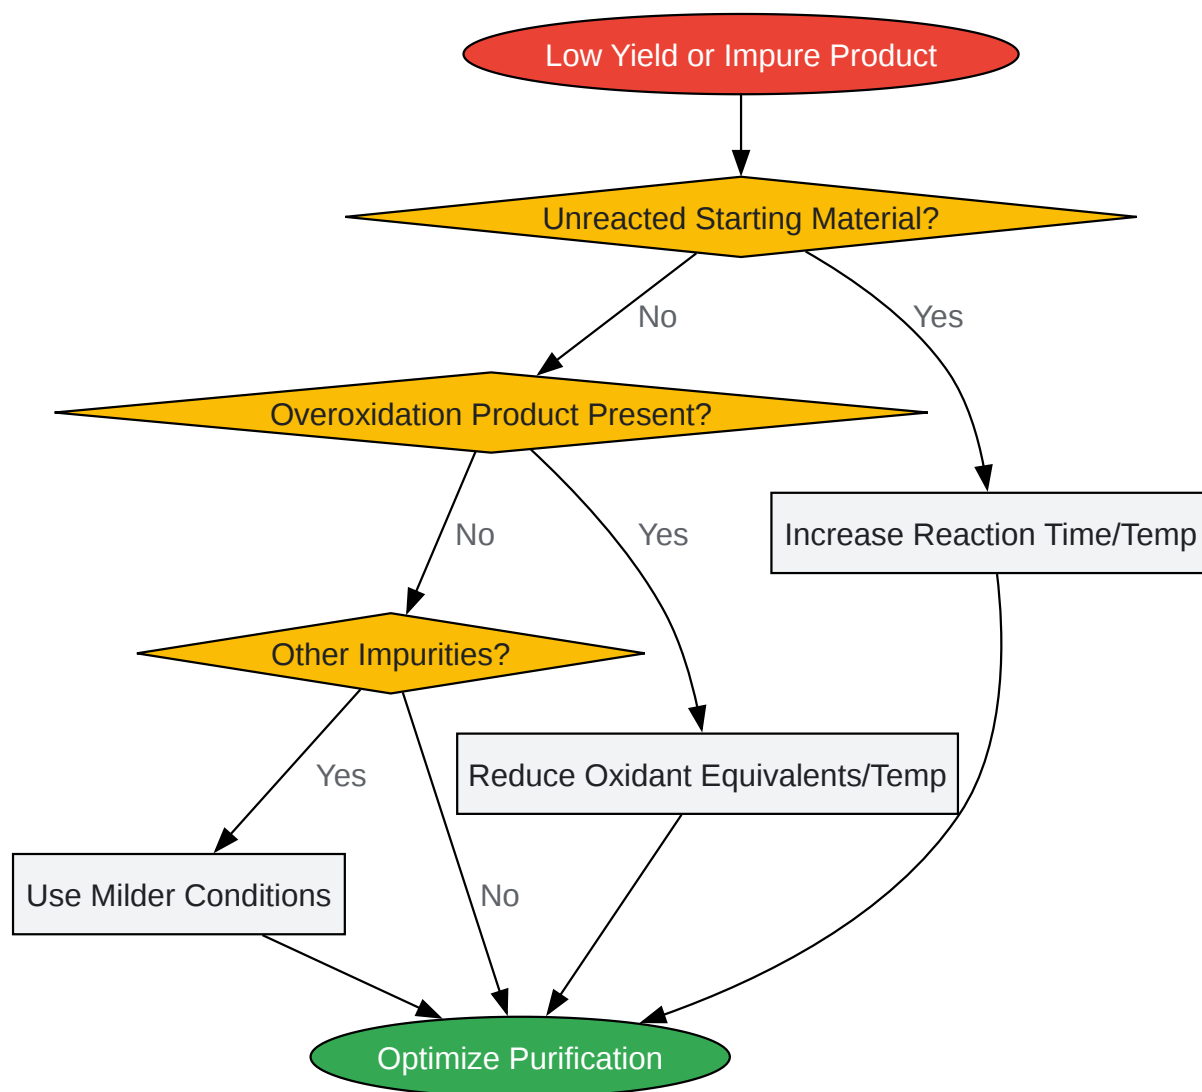 Low Yield or Impure Product
Unreacted Starting Material?
No
Yes
Overoxidation Product Present?
No
Yes
Increase Reaction Time/Temp
Other Impurities?
Yes
Reduce Oxidant Equivalents/Temp
Use Milder Conditions
No
Optimize Purification